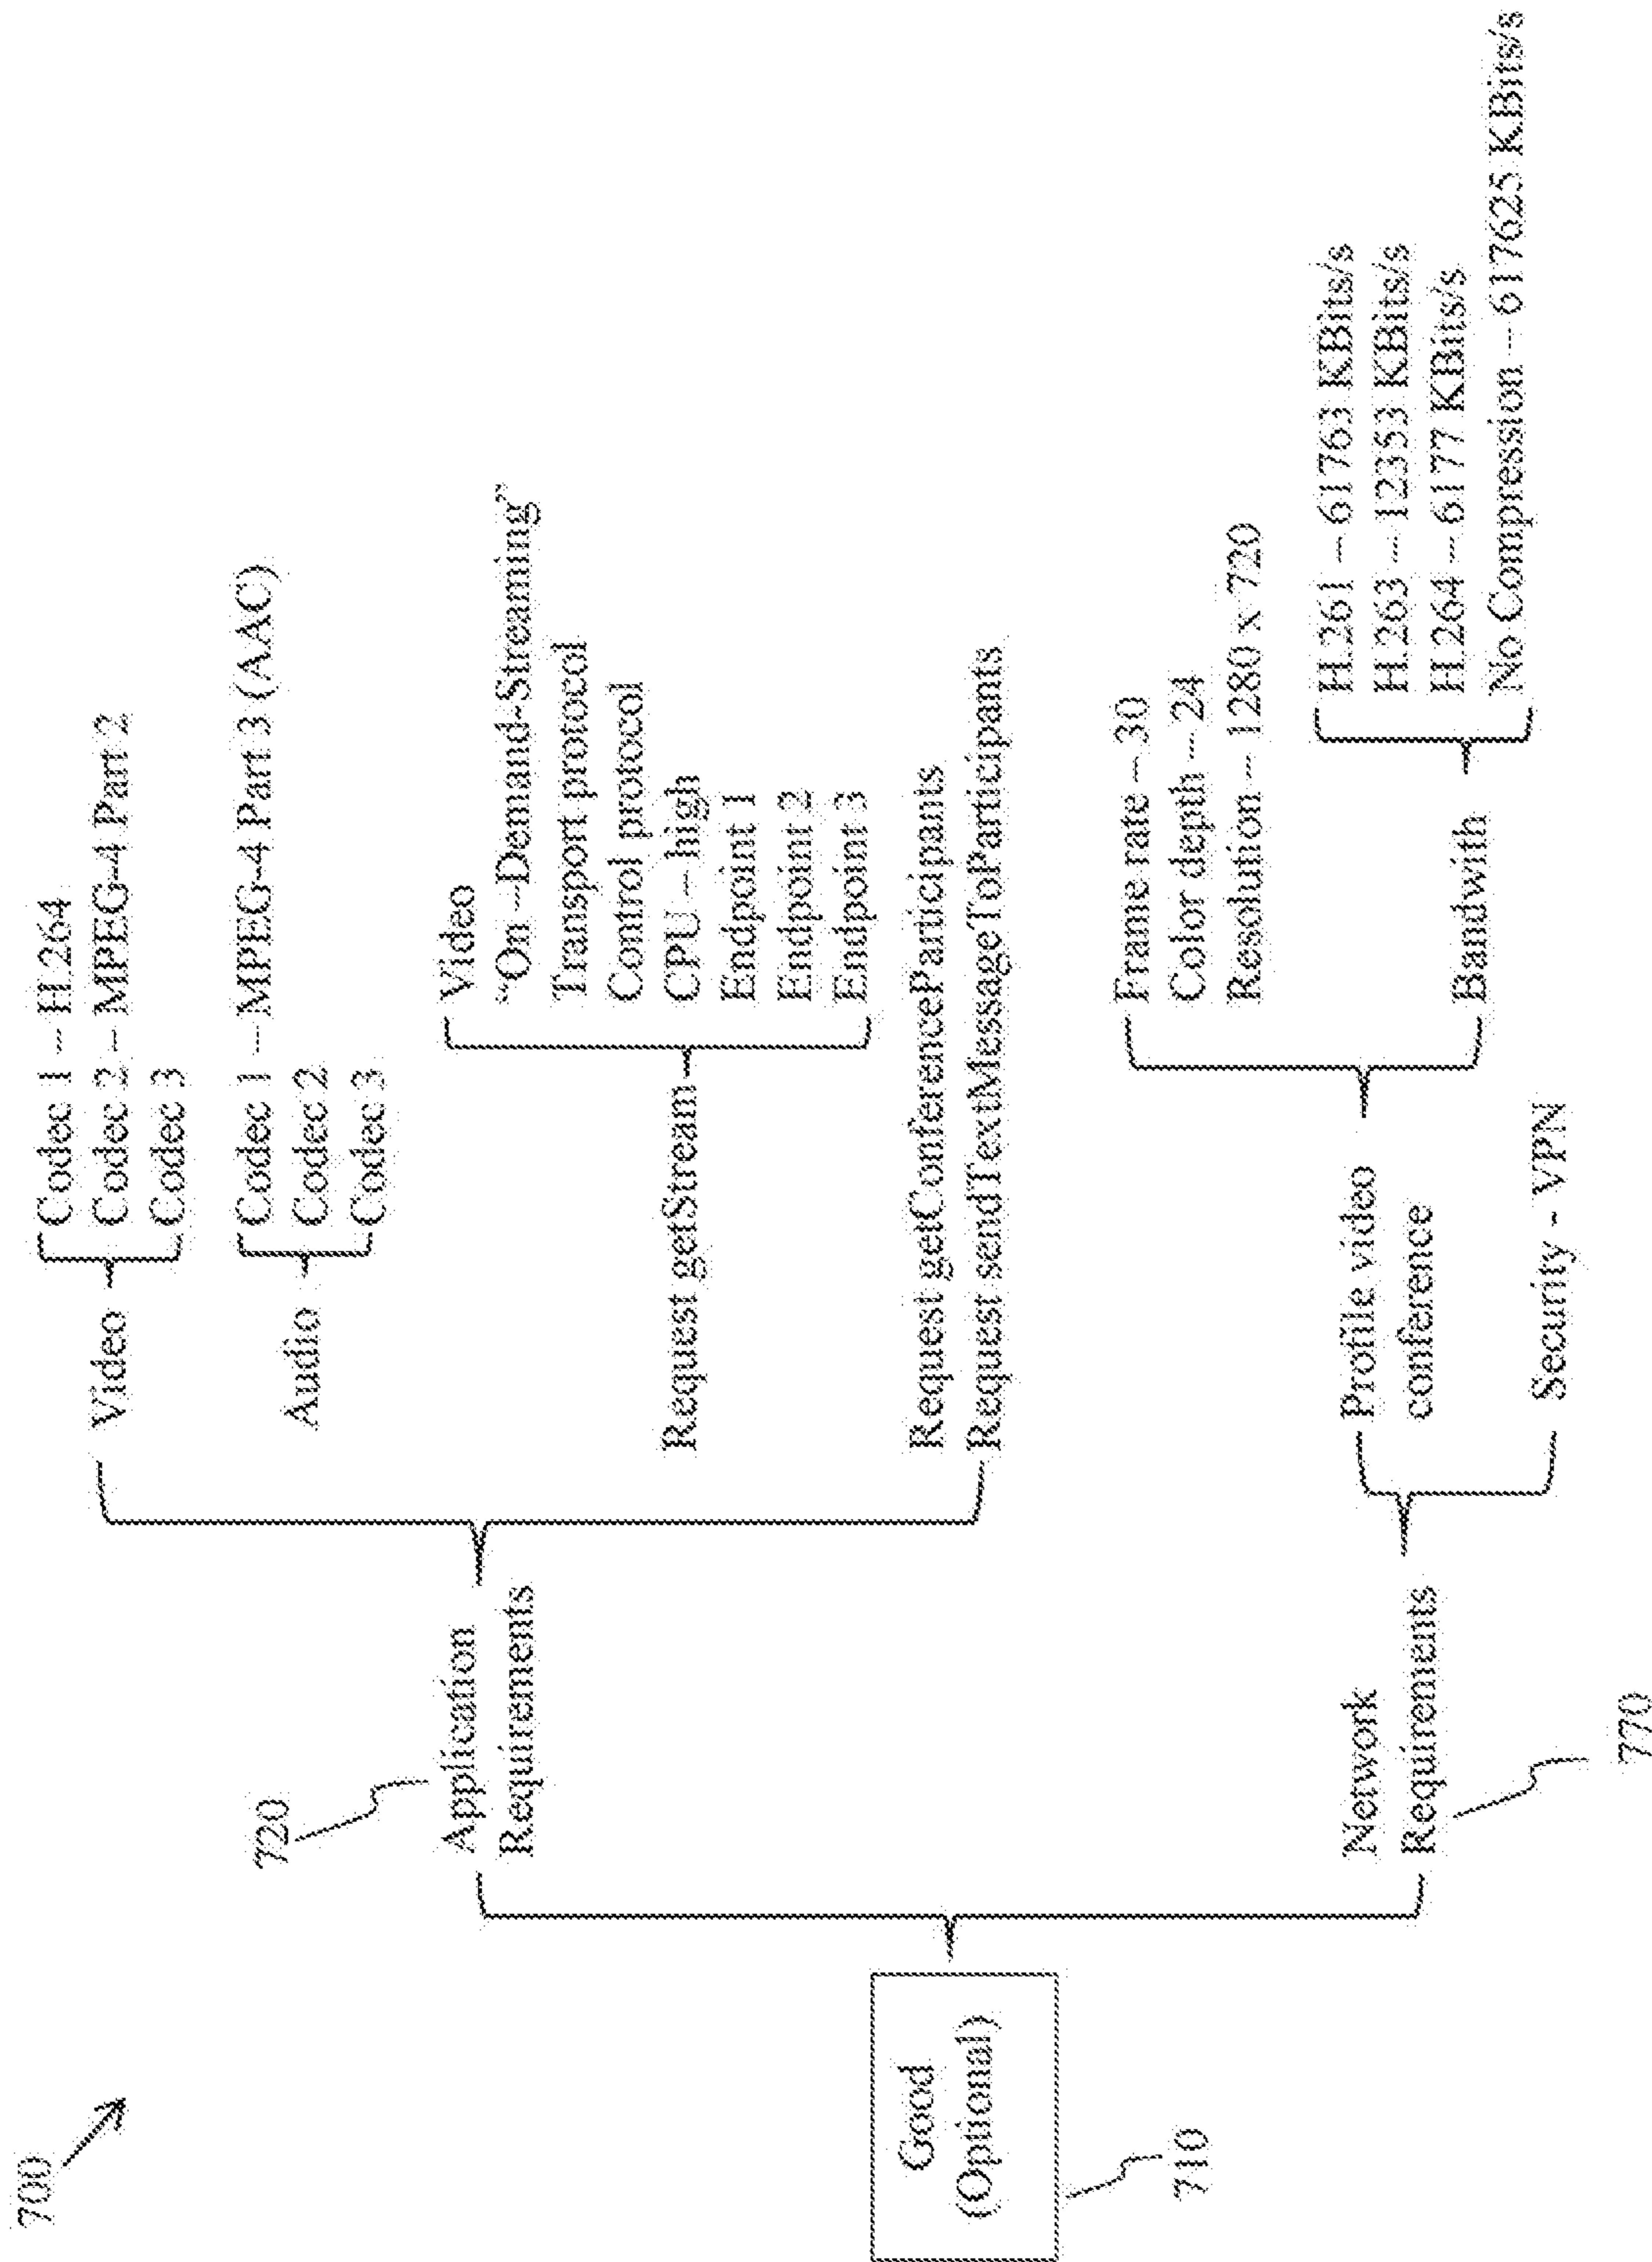 700
Good
(Optional)
710
720
Application
Requirements
Video
Codec 1 – H.264
Codec 2 – MPEG-4 Part 2
Codec 3
Audio
Codec 1 – MPEG-4 Part 3 (AAC)
Codec 2
Codec 3
Request getStream
Video
“On –Demand-Streaming”
Transport protocol
Control protocol
CPU – high
Endpoint 1
Endpoint 2
Endpoint 3
Request getConferenceParticipants
Request sendTextMessageToParticipants
Network
Requirements
770
Profile video
conference
Frame rate – 30
Color depth – 24
Resolution – 1280 x 720
Bandwith
H.261 – 61763 KBits/s
H.263 – 12353 KBits/s
H.264 – 6177 KBits/s
No Compression – 617625 KBits/s
Security - VPN